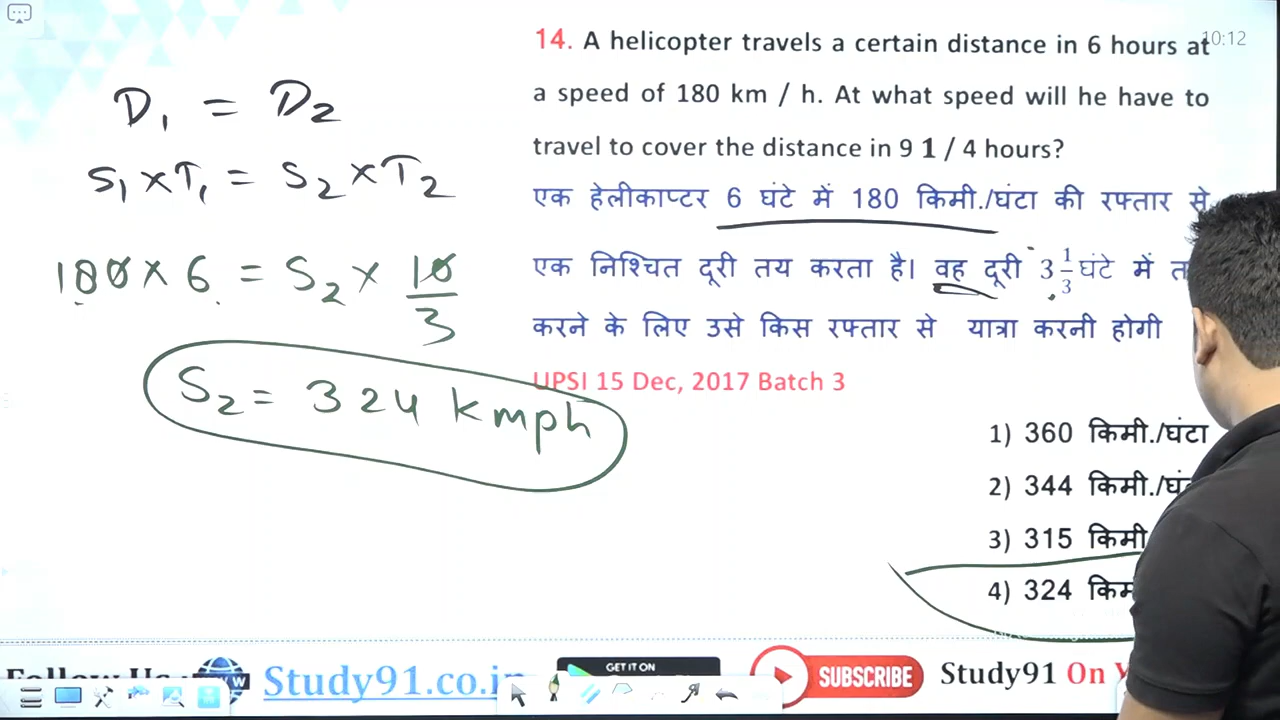 10:12
14. A helicopter travels a certain distance in 6 hours at
a speed of 180 km / h. At what speed will he have to
travel to cover the distance in 9 1 / 4 hours?
एक हेलीकाप्टर 6 घंटे में 180 किमी./घंटा की रफ्तार से
एक निश्चित दूरी तय करता है। वह दूरी 3 1/3 घंटे में त
करने के लिए उसे किस रफ्तार से यात्रा करनी होगी
UPSI 15 Dec, 2017 Batch 3
1) 360 किमी./घंटा
2) 344 किमी./घं
3) 315 किमी
4) 324 किम
D₁ = D₂
S₁ × T₁ = S₂ × T₂
180 × 6 = S₂ × 10/3
S₂ = 324 kmph
Follow Us
Study91.co.in
GET IT ON
SUBSCRIBE
Study91 On Y